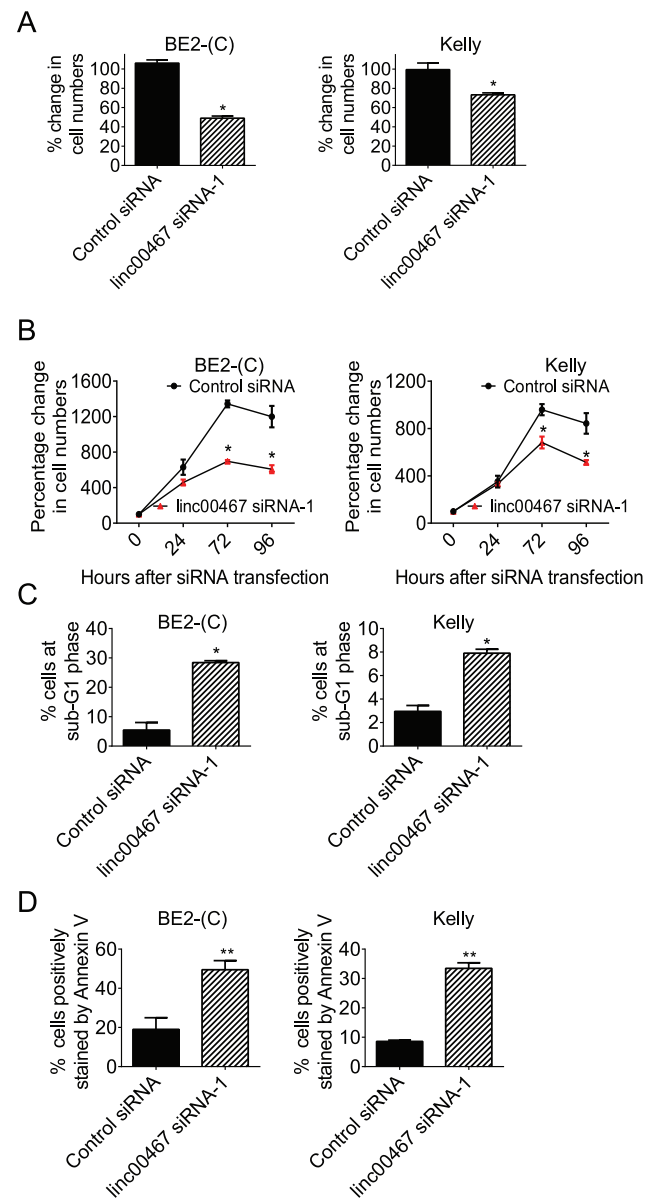 A
BE2-(C)
% change in
cell numbers
100
80
60
40
20
0
*
Control siRNA
linc00467 siRNA-1
Kelly
% change in
cell numbers
100
80
60
40
20
0
*
Control siRNA
linc00467 siRNA-1
B
BE2-(C)
Percentage change
in cell numbers
1600
1200
800
400
0
Control siRNA
*
*
linc00467 siRNA-1
0
24
72
96
Hours after siRNA transfection
Kelly
Percentage change
in cell numbers
1200
800
400
0
Control siRNA
*
*
linc00467 siRNA-1
0
24
72
96
Hours after siRNA transfection
C
BE2-(C)
% cells at
sub-G1 phase
40
30
20
10
0
*
Control siRNA
linc00467 siRNA-1
Kelly
% cells at
sub-G1 phase
10
8
6
4
2
0
*
Control siRNA
linc00467 siRNA-1
D
BE2-(C)
% cells positively
stained by Annexin V
60
40
20
0
**
Control siRNA
linc00467 siRNA-1
Kelly
% cells positively
stained by Annexin V
40
30
20
10
0
**
Control siRNA
linc00467 siRNA-1